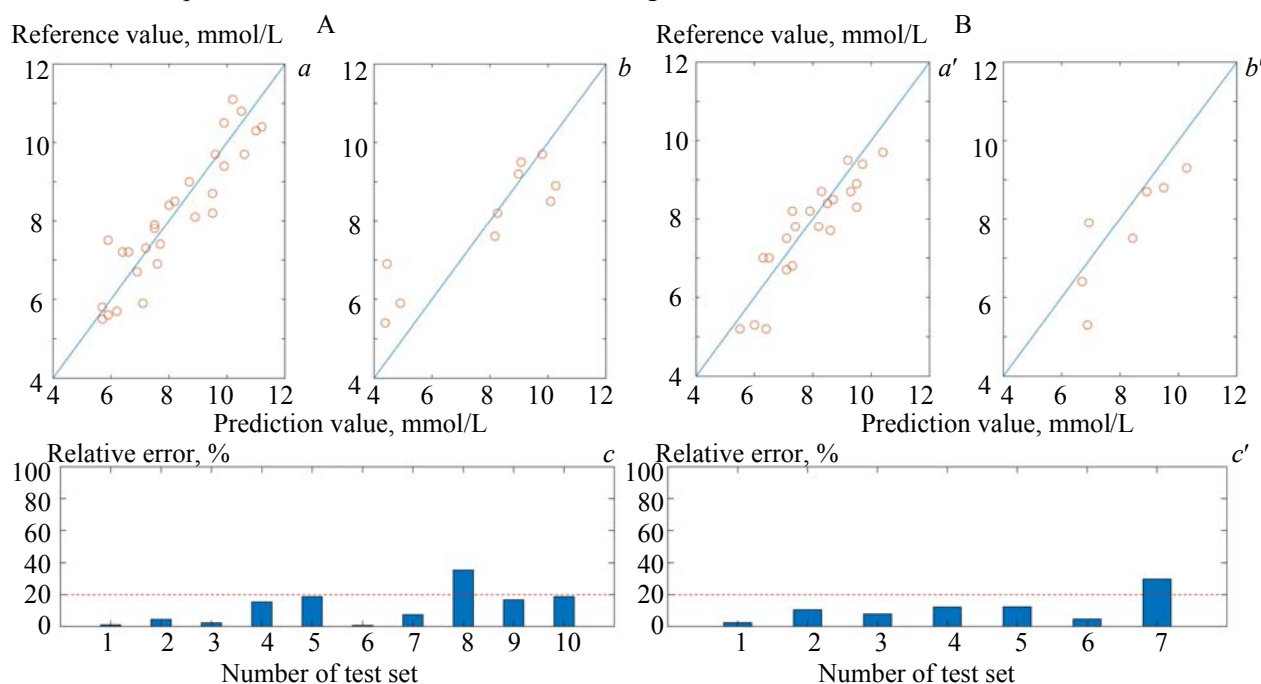 A
B
Reference value, mmol/L
Reference value, mmol/L
a
b
a′
b′
12
10
8
6
4
12
10
8
6
4
12
10
8
6
4
12
10
8
6
4
4 6 8 10 12
4 6 8 10 12
4 6 8 10 12
4 6 8 10 12
Prediction value, mmol/L
Prediction value, mmol/L
Relative error, %
c
Relative error, %
c′
100
80
60
40
20
0
100
80
60
40
20
0
1 2 3 4 5 6 7 8 9 10
1 2 3 4 5 6 7
Number of test set
Number of test set